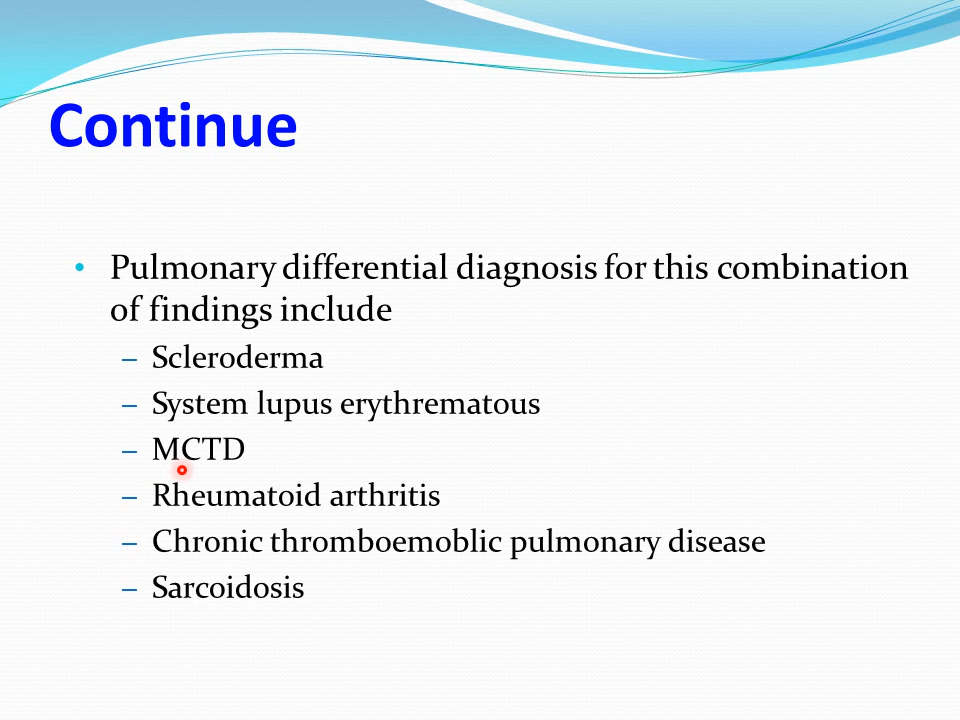 Continue
• Pulmonary differential diagnosis for this combination
of findings include
– Scleroderma
– System lupus erythrematous
– MCTD
– Rheumatoid arthritis
– Chronic thromboemoblic pulmonary disease
– Sarcoidosis